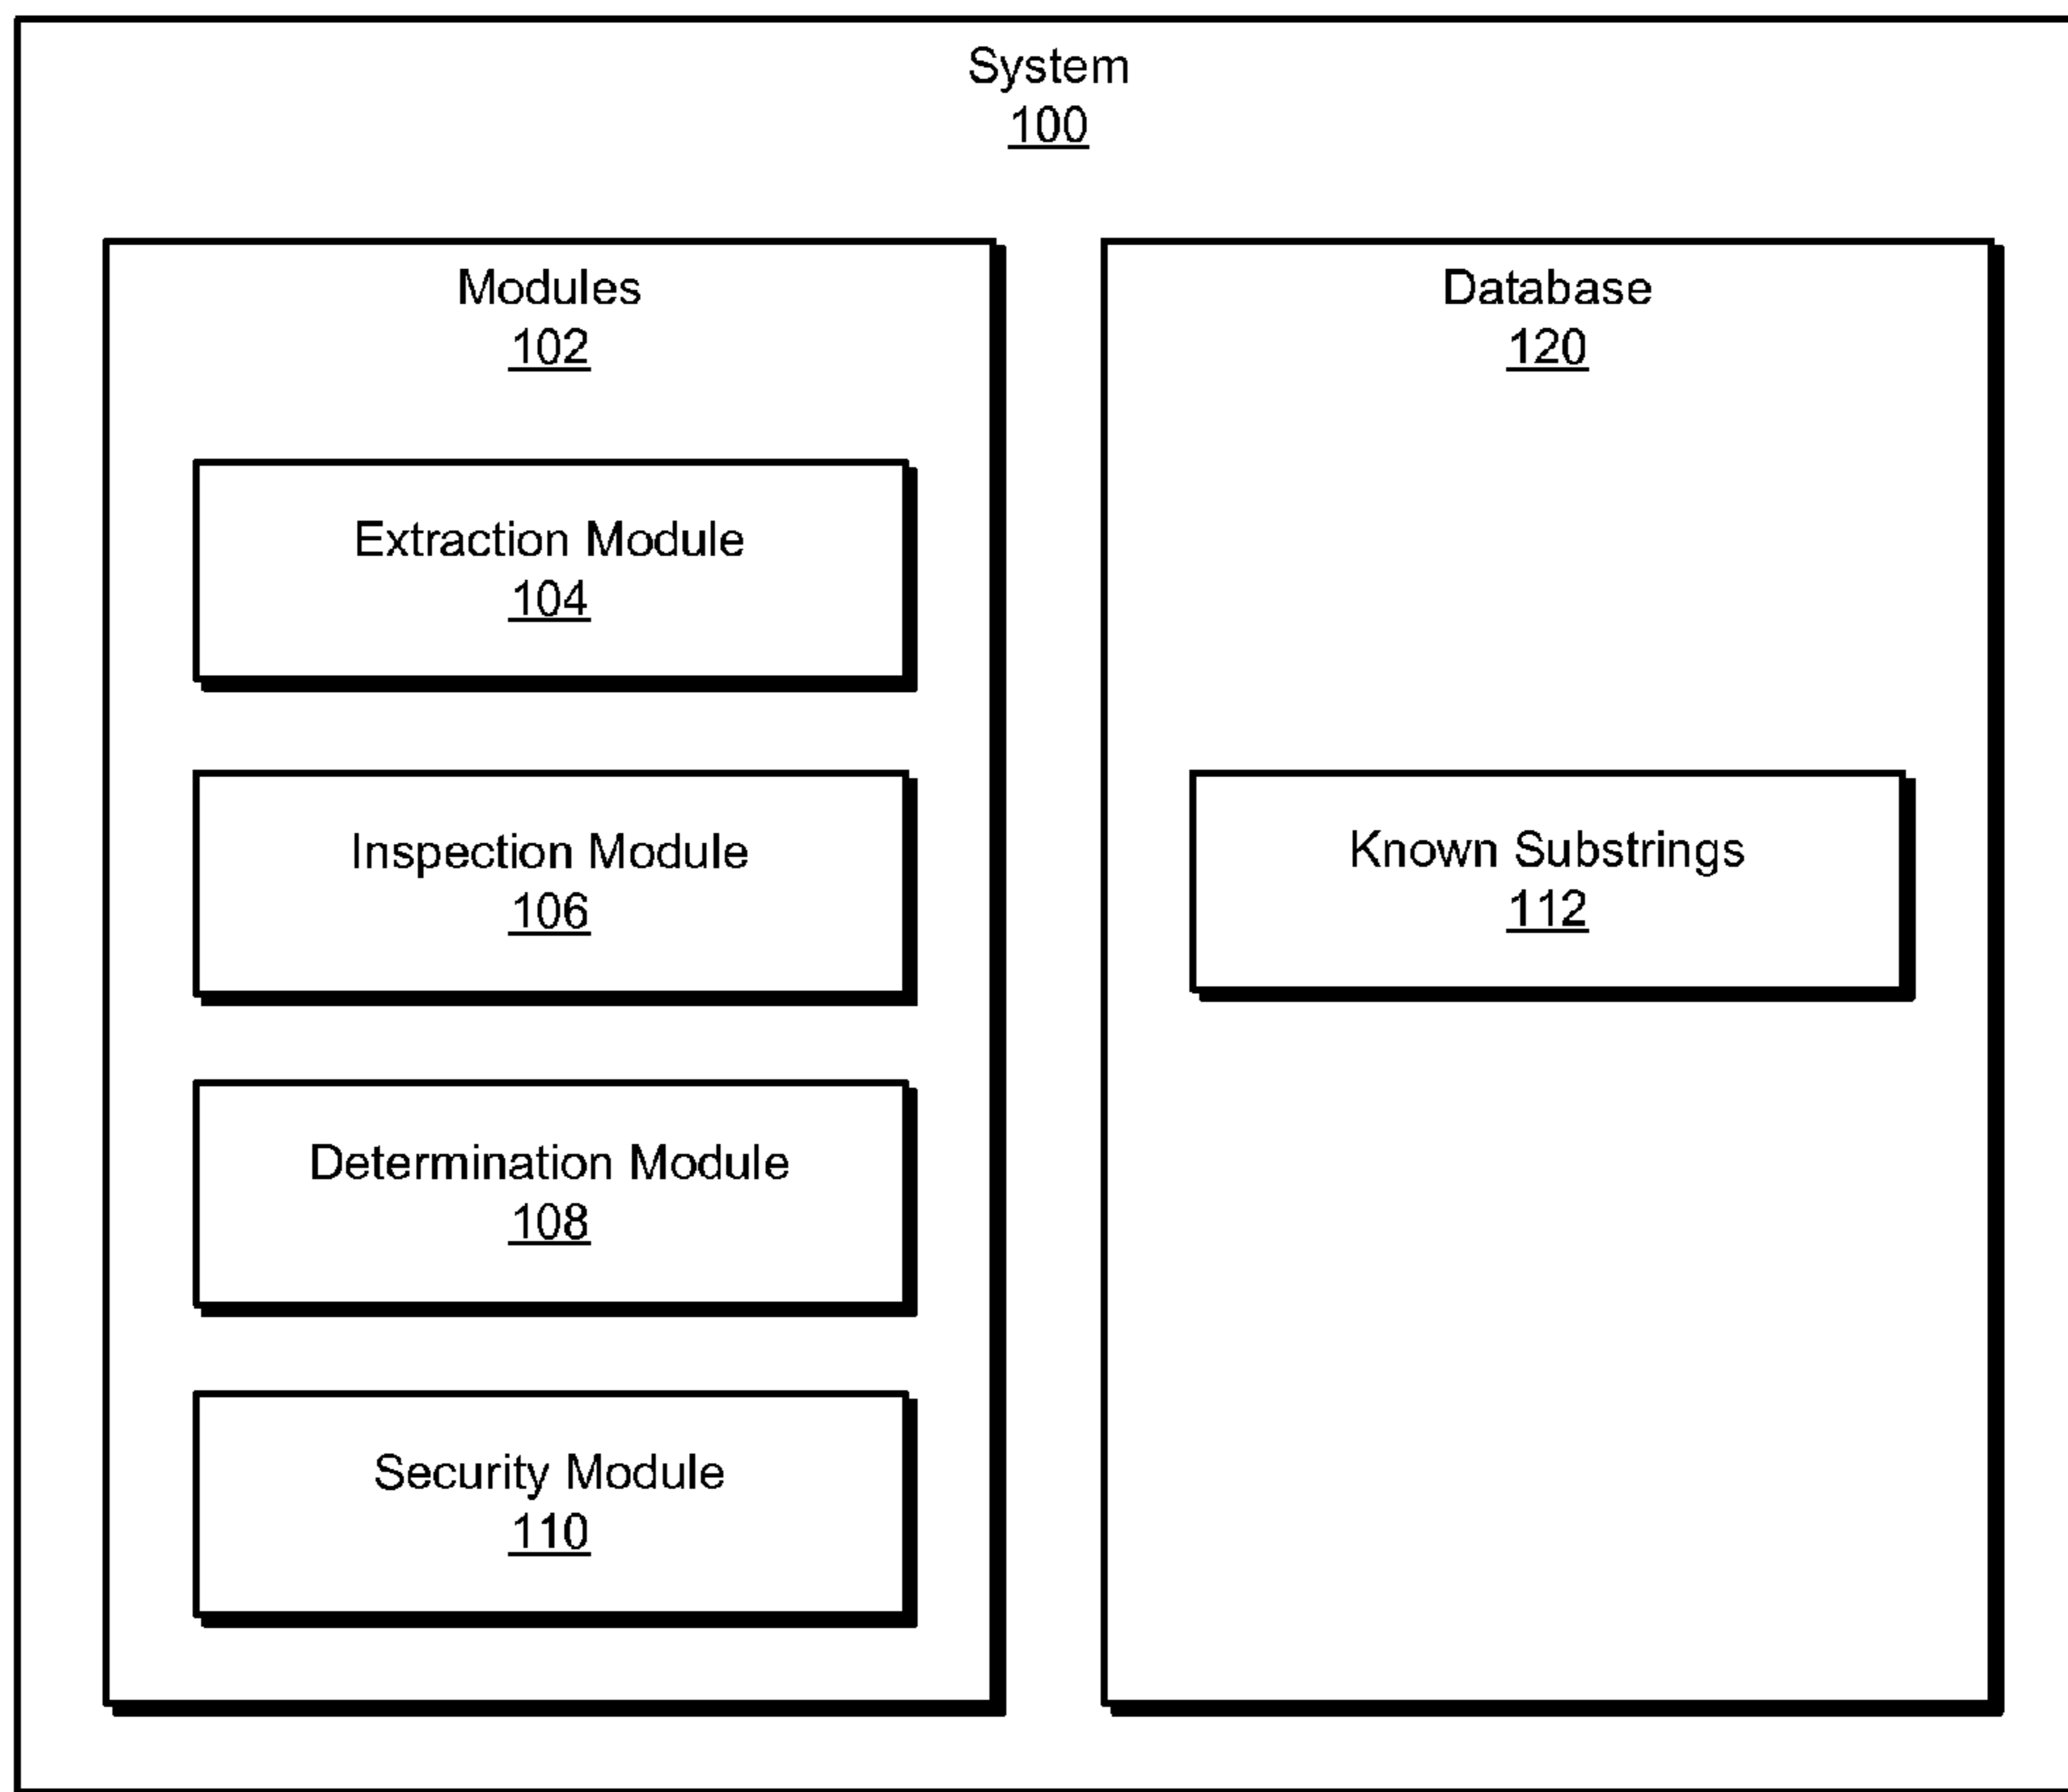 System
100
Modules
102
Extraction Module
104
Inspection Module
106
Determination Module
108
Security Module
110
Database
120
Known Substrings
112